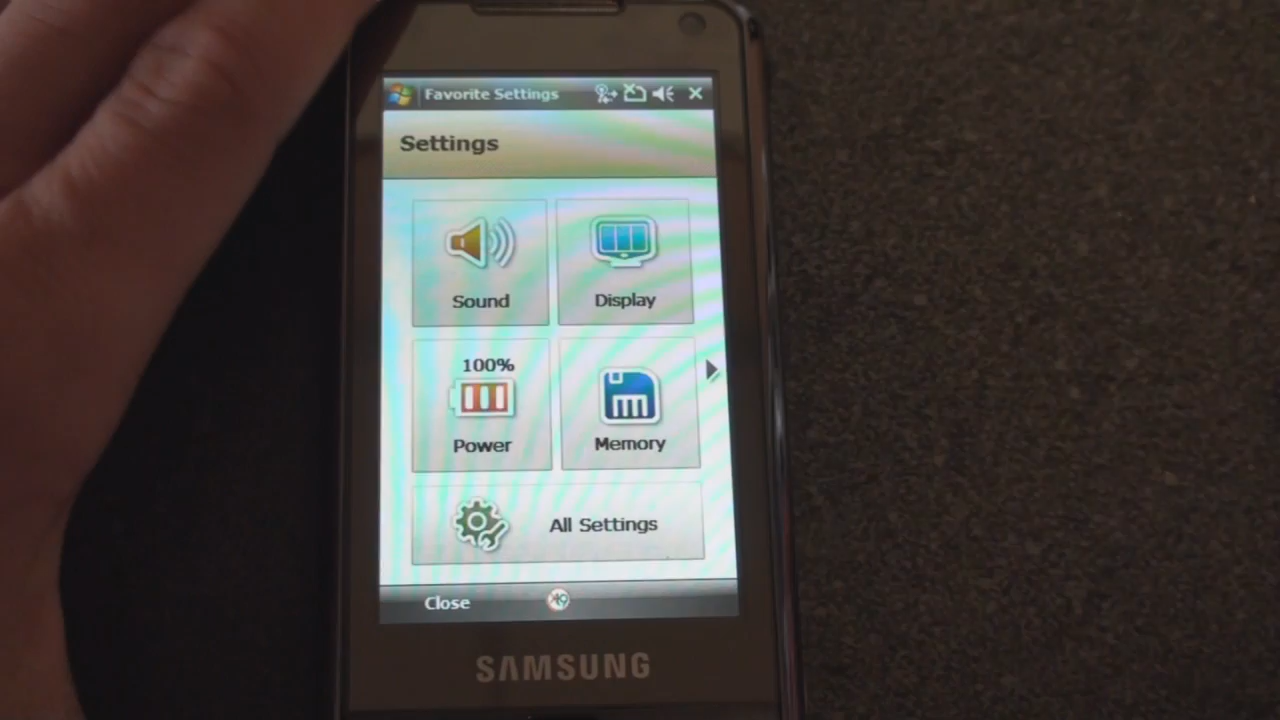 Favorite Settings
Settings
Sound
Display
100%
Power
Memory
All Settings
Close
SAMSUNG